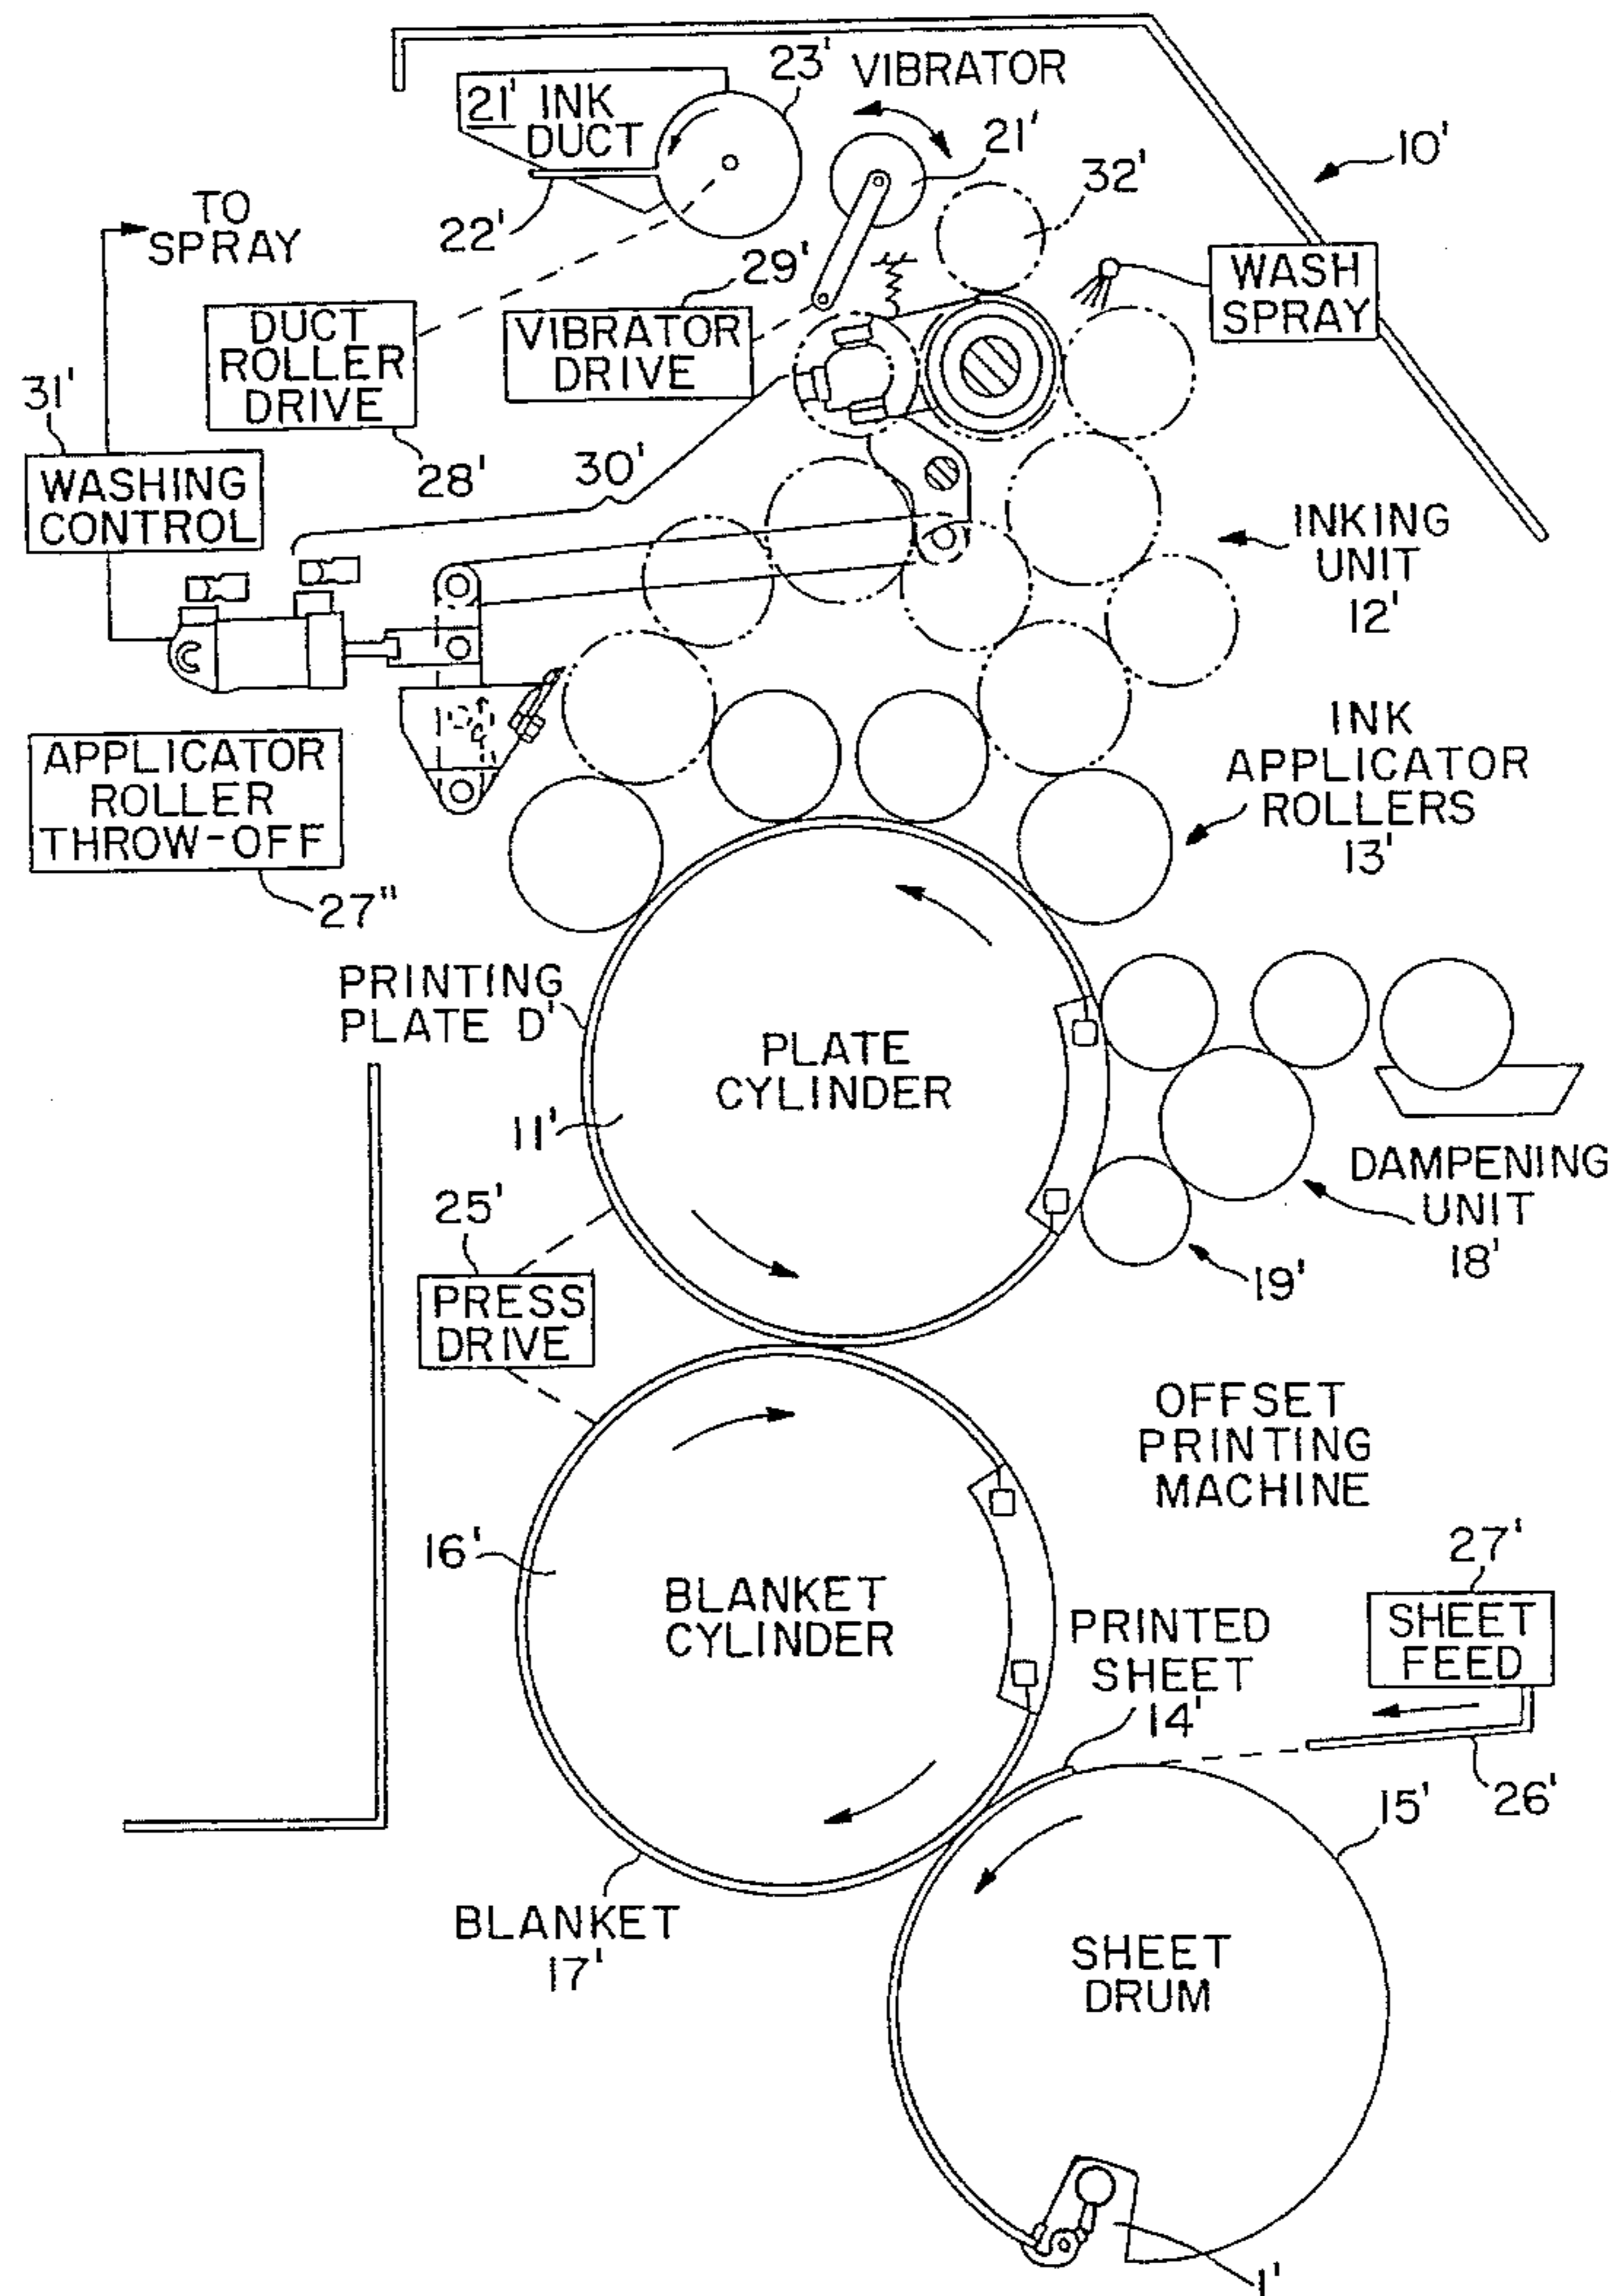 23'
VIBRATOR
21' INK
DUCT
21'
10'
32'
TO
SPRAY
22'
29'
WASH
SPRAY
DUCT
ROLLER
DRIVE
VIBRATOR
DRIVE
31'
28'
30'
WASHING
CONTROL
INKING
UNIT
12'
INK
APPLICATOR
ROLLERS
13'
APPLICATOR
ROLLER
THROW-OFF
27"
PRINTING
PLATE D'
PLATE
CYLINDER
11'
DAMPENING
UNIT
18'
19'
25'
PRESS
DRIVE
OFFSET
PRINTING
MACHINE
16'
BLANKET
CYLINDER
27'
SHEET
FEED
PRINTED
SHEET
14'
26'
15'
BLANKET
17'
SHEET
DRUM
1'